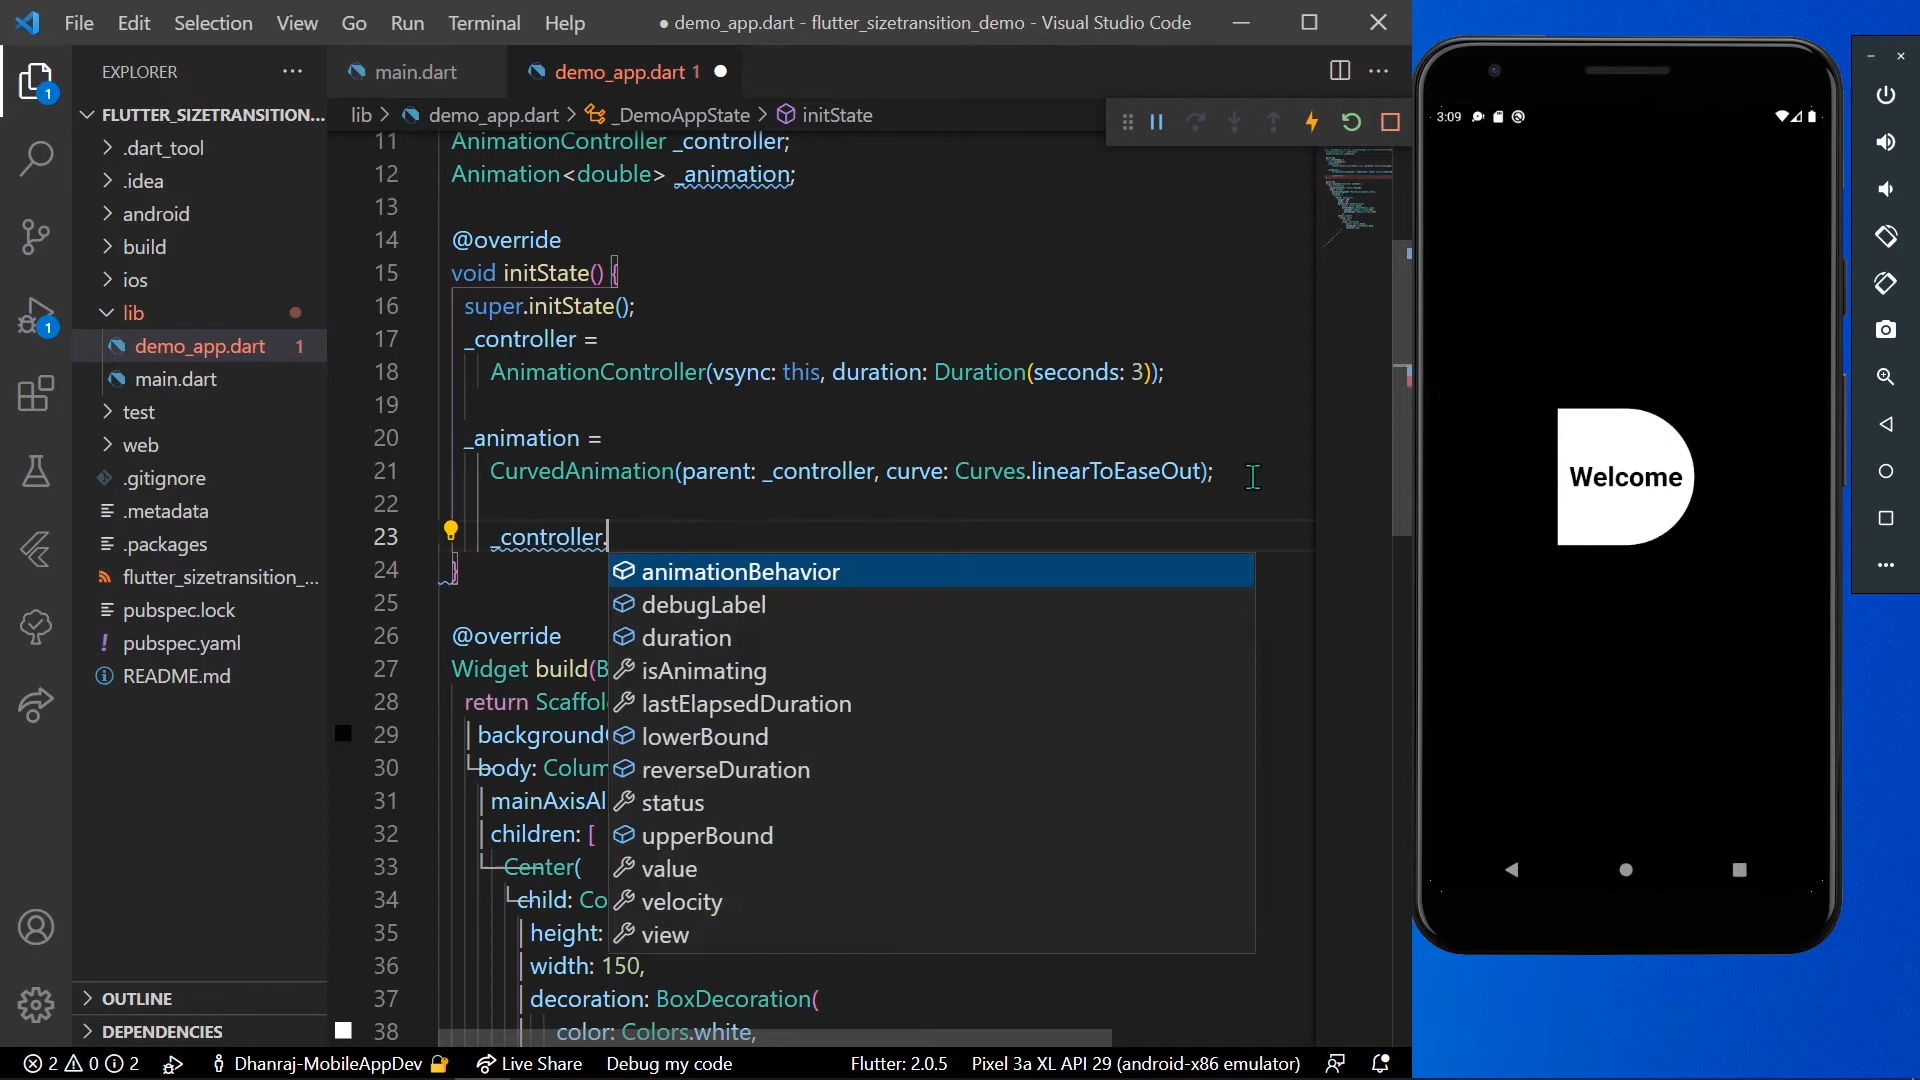 File Edit Selection View Go Run Terminal Help
● demo_app.dart - flutter_sizetransition_demo - Visual Studio Code
EXPLORER
FLUTTER_SIZETRANSITION...
.dart_tool
.idea
android
build
ios
lib
demo_app.dart 1
main.dart
test
web
.gitignore
.metadata
.packages
flutter_sizetransition_...
pubspec.lock
pubspec.yaml
README.md
OUTLINE
DEPENDENCIES
1
1
main.dart
demo_app.dart 1
lib > demo_app.dart > _DemoAppState > initState
11 AnimationController _controller;
12 Animation<double> _animation;
13
14 @override
15 void initState() {
16 super.initState();
17 _controller =
18 AnimationController(vsync: this, duration: Duration(seconds: 3));
19
20 _animation =
21 CurvedAnimation(parent: _controller, curve: Curves.linearToEaseOut);
22
23 _controller.
24 }
25
26 @override
27 Widget build(B
28 return Scaffol
29 background
30 body: Colum
31 mainAxisAl
32 children: [
33 Center(
34 child: Co
35 height:
36 width: 150,
37 decoration: BoxDecoration(
38 color: Colors.white,
animationBehavior
debugLabel
duration
isAnimating
lastElapsedDuration
lowerBound
reverseDuration
status
upperBound
value
velocity
view
3:09
Welcome
2 0 2 Dhanraj-MobileAppDev Live Share Debug my code Flutter: 2.0.5 Pixel 3a XL API 29 (android-x86 emulator)